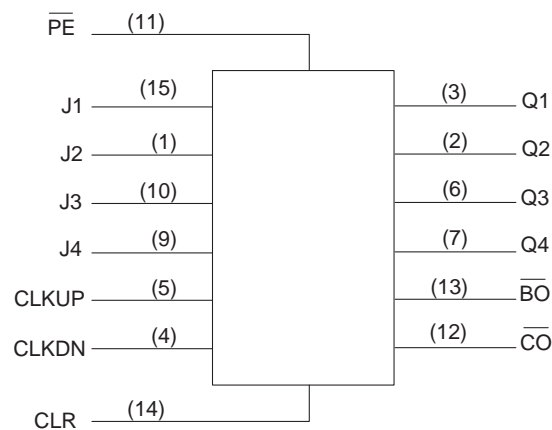 PE (11)
J1 (15) (3) Q1
J2 (1) (2) Q2
J3 (10) (6) Q3
J4 (9) (7) Q4
CLKUP (5) (13) BO
CLKDN (4) (12) CO
CLR (14)